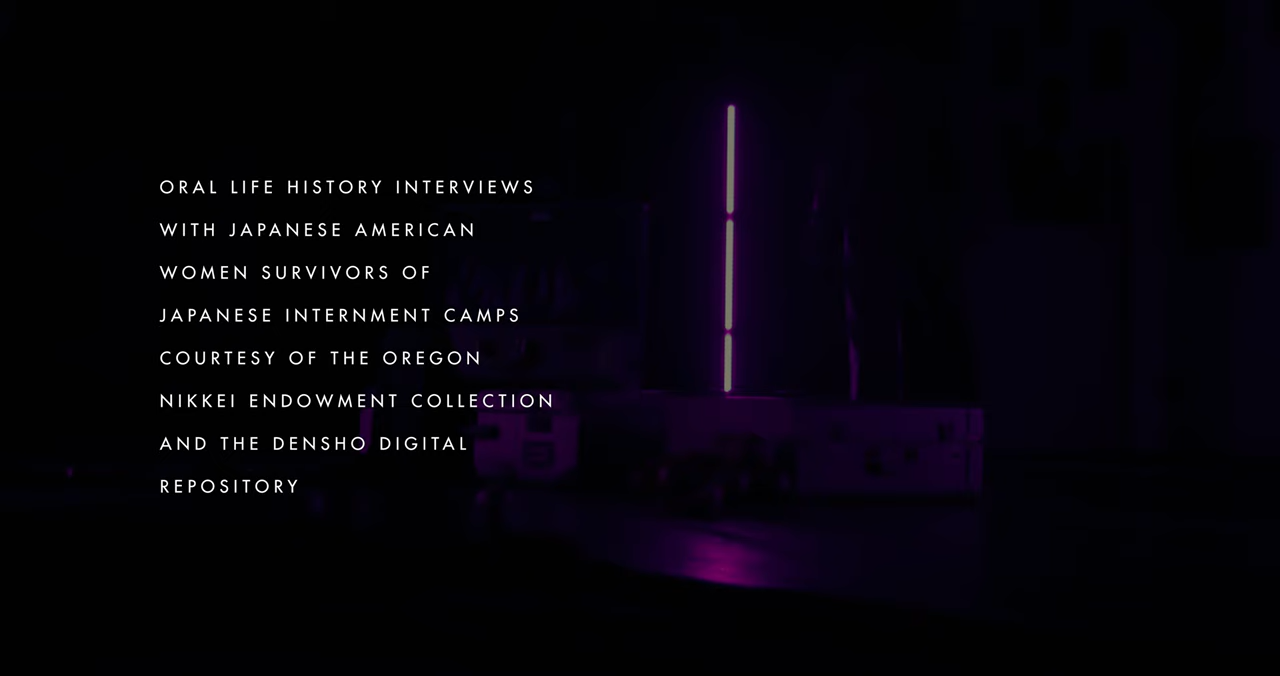 ORAL LIFE HISTORY INTERVIEWS
WITH JAPANESE AMERICAN
WOMEN SURVIVORS OF
JAPANESE INTERNMENT CAMPS
COURTESY OF THE OREGON
NIKKEI ENDOWMENT COLLECTION
AND THE DENSHO DIGITAL
REPOSITORY